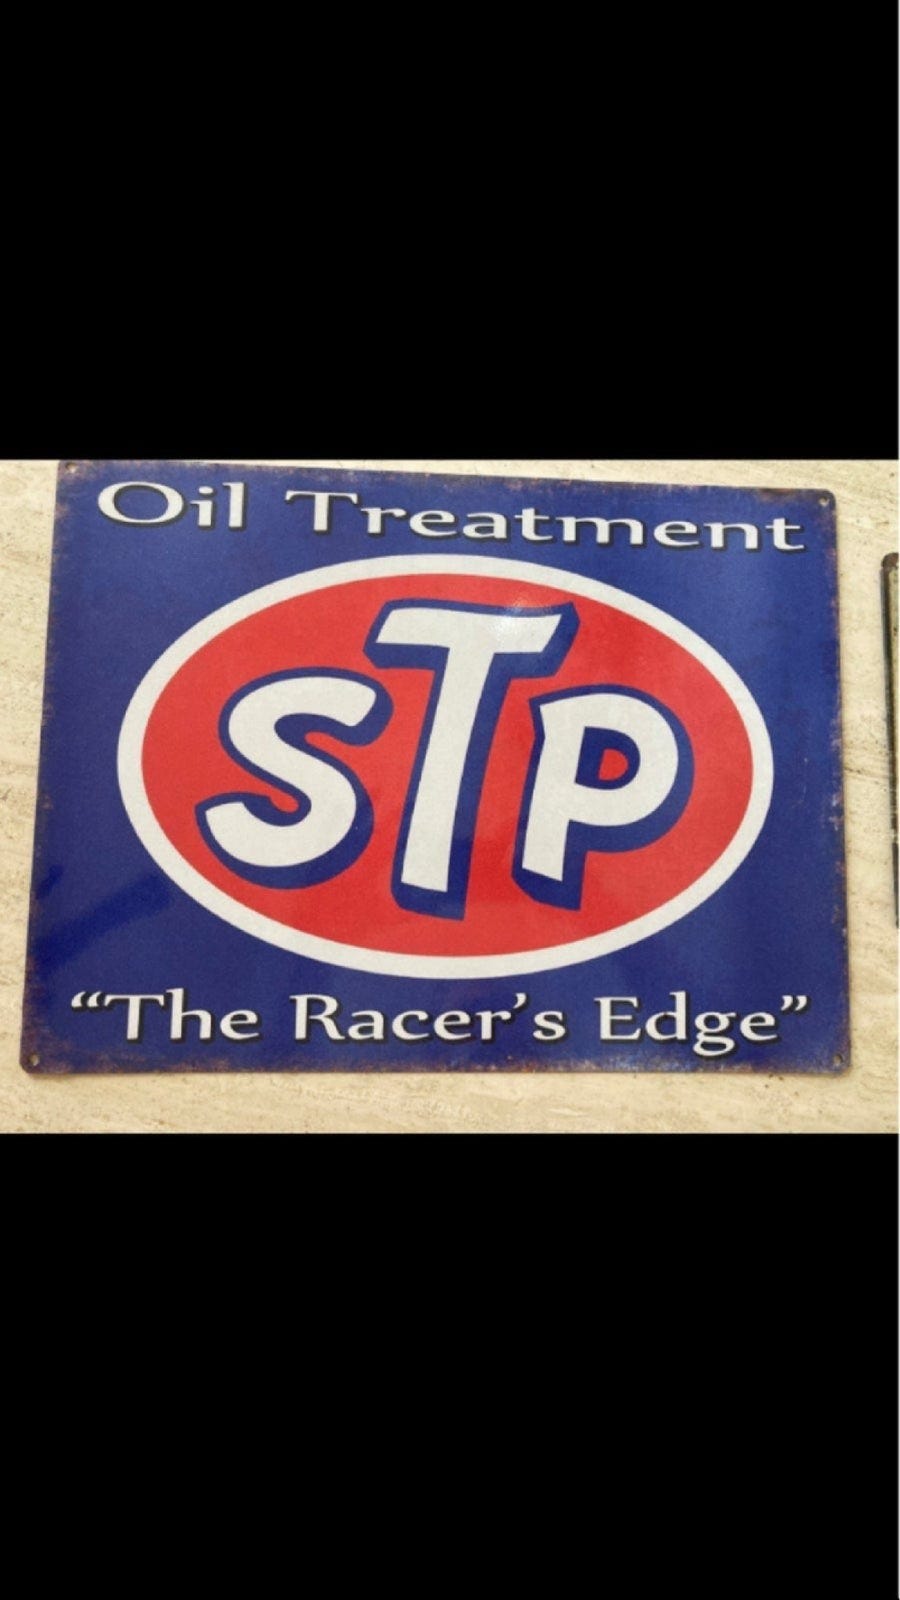 Oil Treatment
STP
“The Racer’s Edge”